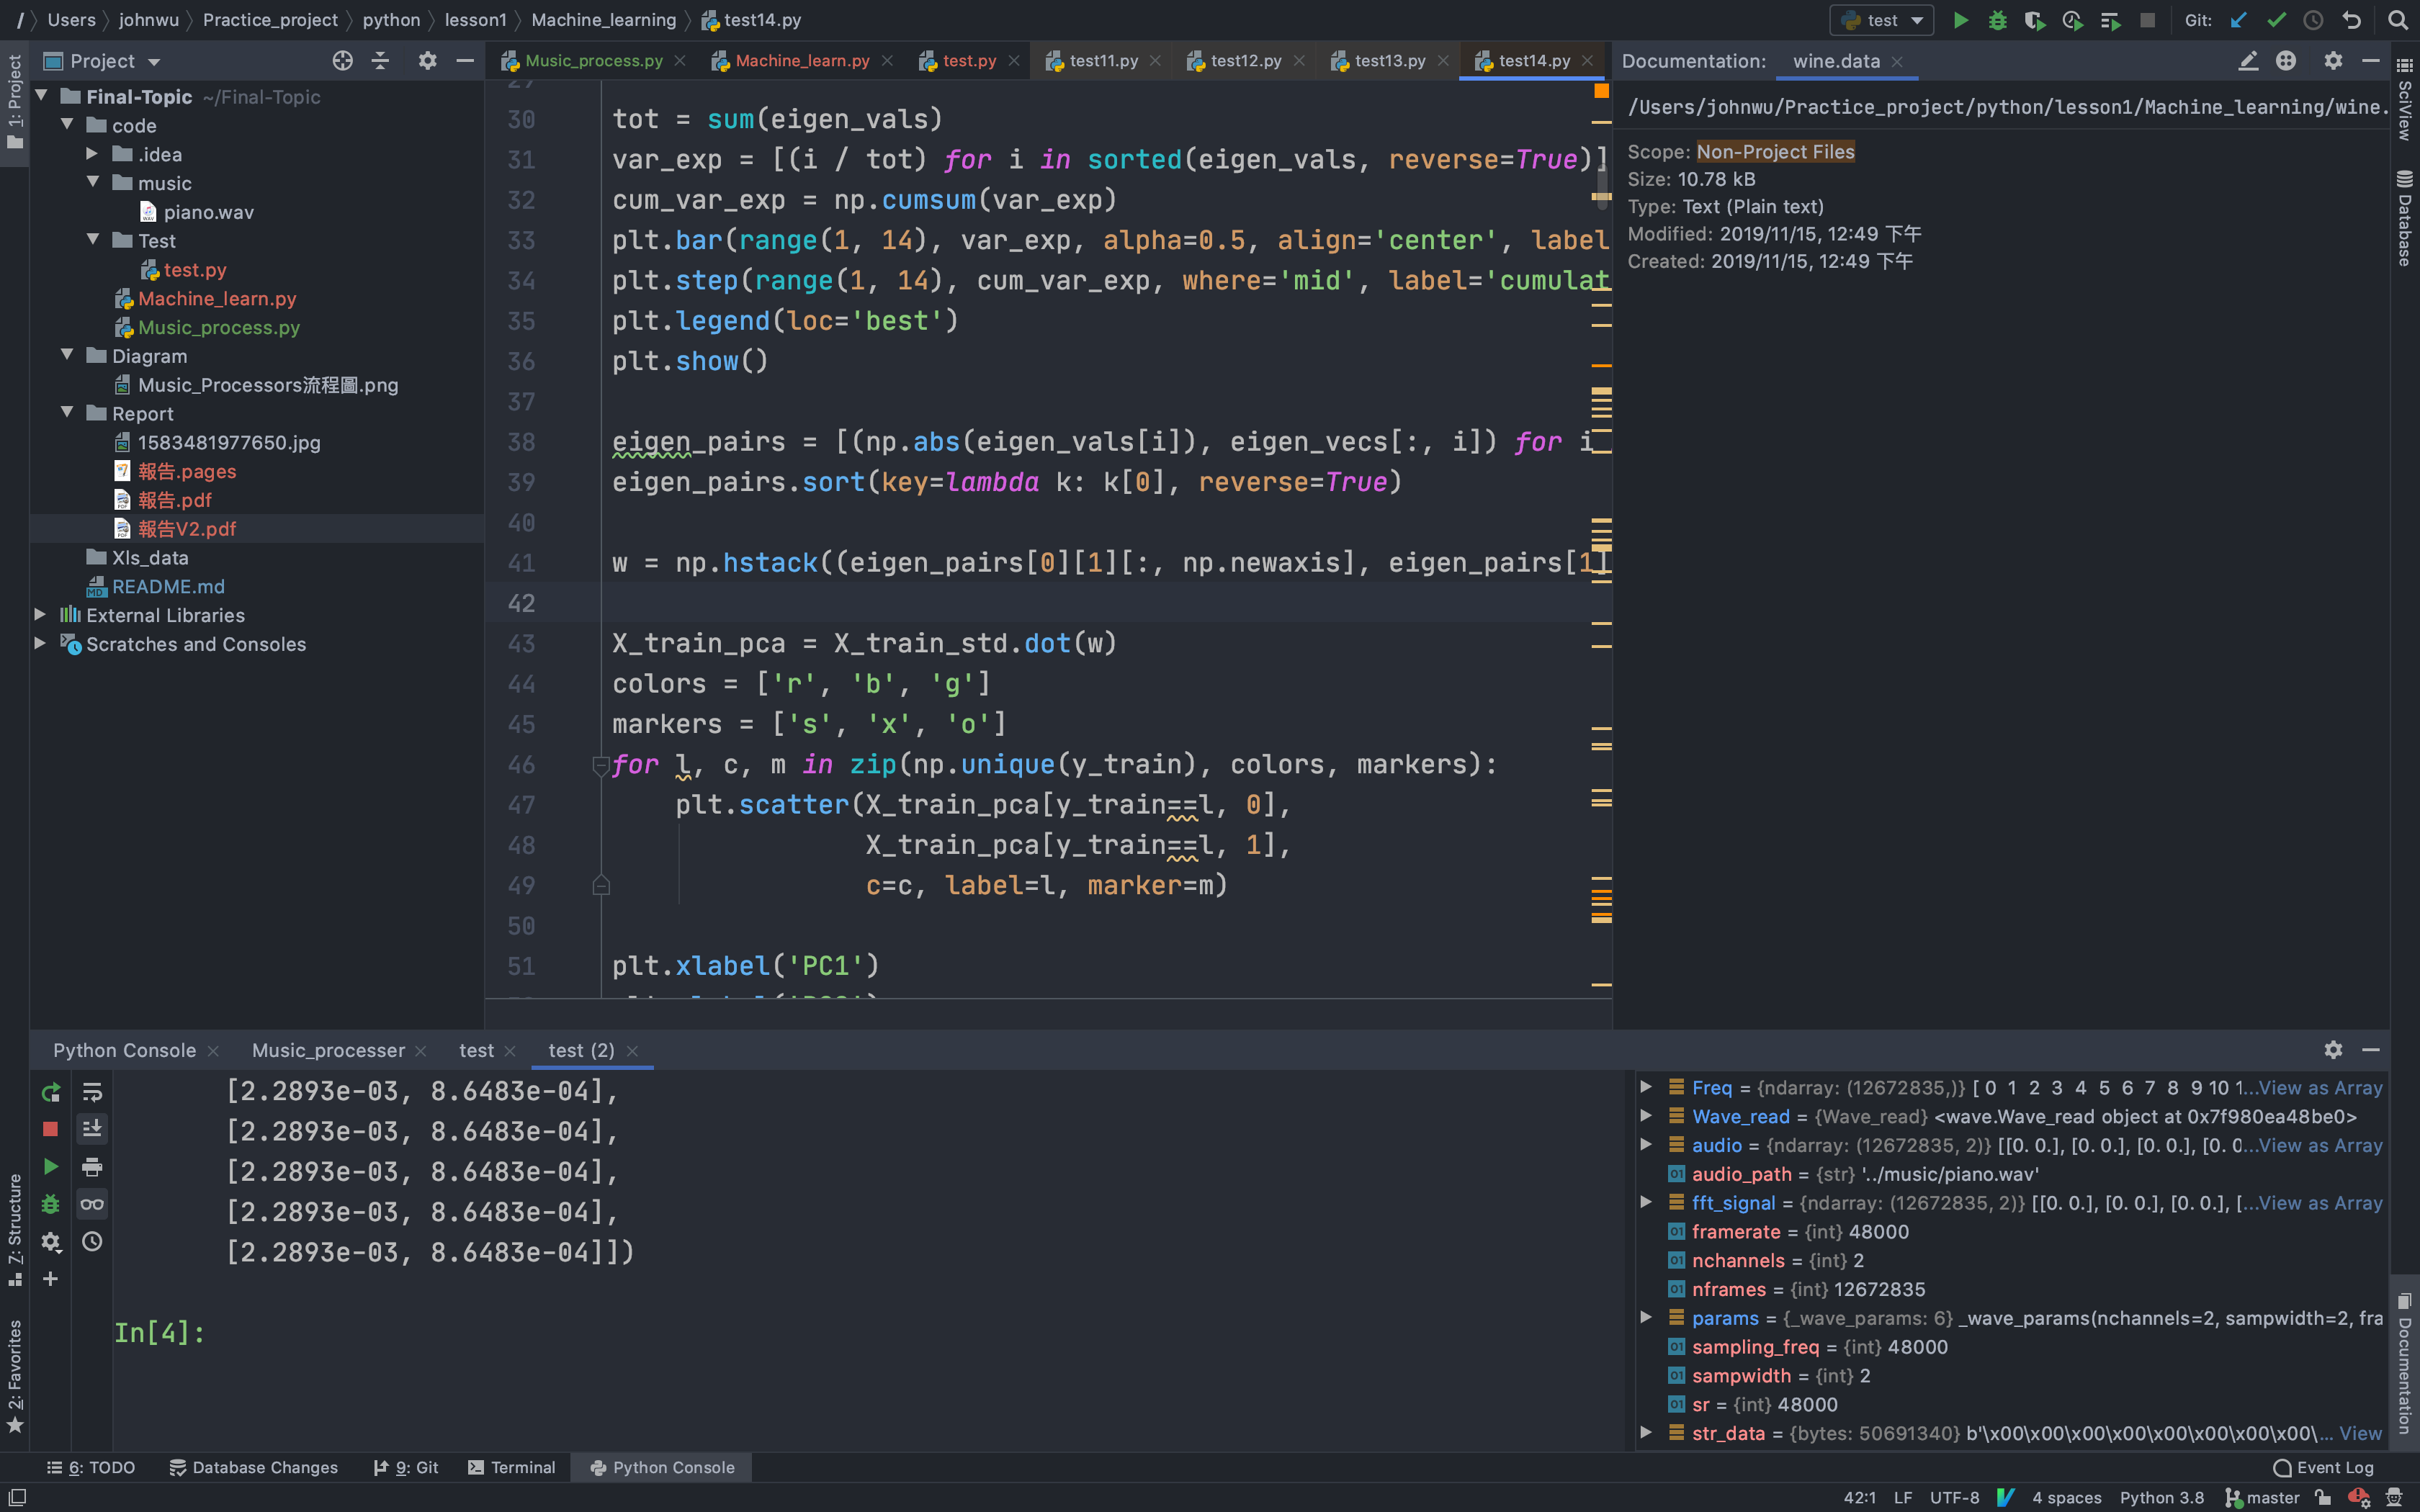 / Users johnwu Practice_project python lesson1 Machine_learning test14.py
test
Git:
Project
Music_process.py
Machine_learn.py
test.py
test11.py
test12.py
test13.py
test14.py
Documentation:
wine.data
1: Project
Final-Topic ~/Final-Topic
code
.idea
music
piano.wav
Test
test.py
Machine_learn.py
Music_process.py
Diagram
Music_Processors流程圖.png
Report
1583481977650.jpg
報告.pages
報告.pdf
報告V2.pdf
Xls_data
README.md
External Libraries
Scratches and Consoles
30 tot = sum(eigen_vals)
31 var_exp = [(i / tot) for i in sorted(eigen_vals, reverse=True)]
32 cum_var_exp = np.cumsum(var_exp)
33 plt.bar(range(1, 14), var_exp, alpha=0.5, align='center', label
34 plt.step(range(1, 14), cum_var_exp, where='mid', label='cumulat
35 plt.legend(loc='best')
36 plt.show()
37
38 eigen_pairs = [(np.abs(eigen_vals[i]), eigen_vecs[:, i]) for i
39 eigen_pairs.sort(key=lambda k: k[0], reverse=True)
40
41 w = np.hstack((eigen_pairs[0][1][:, np.newaxis], eigen_pairs[1]
42
43 X_train_pca = X_train_std.dot(w)
44 colors = ['r', 'b', 'g']
45 markers = ['s', 'x', 'o']
46 for l, c, m in zip(np.unique(y_train), colors, markers):
47 plt.scatter(X_train_pca[y_train==l, 0],
48 X_train_pca[y_train==l, 1],
49 c=c, label=l, marker=m)
50
51 plt.xlabel('PC1')
/Users/johnwu/Practice_project/python/lesson1/Machine_learning/wine.
Scope: Non-Project Files
Size: 10.78 kB
Type: Text (Plain text)
Modified: 2019/11/15, 12:49 下午
Created: 2019/11/15, 12:49 下午
SciView
Database
Documentation
Python Console
Music_processer
test
test (2)
[2.2893e-03, 8.6483e-04],
[2.2893e-03, 8.6483e-04],
[2.2893e-03, 8.6483e-04],
[2.2893e-03, 8.6483e-04],
[2.2893e-03, 8.6483e-04]])
In[4]:
Freq = {ndarray: (12672835,)} [ 0 1 2 3 4 5 6 7 8 9 10 1...View as Array
Wave_read = {Wave_read} <wave.Wave_read object at 0x7f980ea48be0>
audio = {ndarray: (12672835, 2)} [[0. 0.], [0. 0.], [0. 0.], [0. 0...View as Array
audio_path = {str} '../music/piano.wav'
fft_signal = {ndarray: (12672835, 2)} [[0. 0.], [0. 0.], [0. 0.], [...View as Array
framerate = {int} 48000
nchannels = {int} 2
nframes = {int} 12672835
params = {_wave_params: 6} _wave_params(nchannels=2, sampwidth=2, fra
sampling_freq = {int} 48000
sampwidth = {int} 2
sr = {int} 48000
str_data = {bytes: 50691340} b'\x00\x00\x00\x00\x00\x00\x00\x00\... View
Z: Structure
2: Favorites
6: TODO
Database Changes
9: Git
Terminal
Python Console
Event Log
42:1 LF UTF-8 4 spaces Python 3.8 master